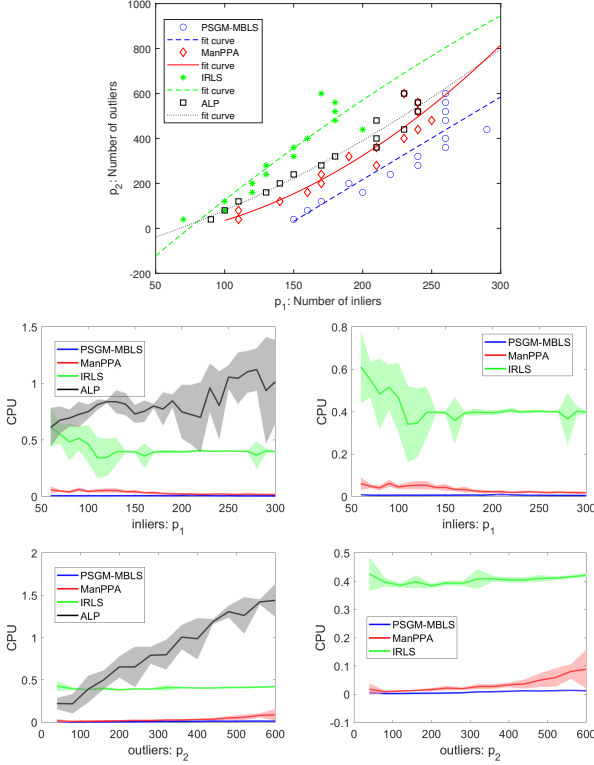 1000
800
600
400
200
0
-200
p2: Number of outliers
PSGM-MBLS
fit curve
ManPPA
fit curve
IRLS
fit curve
ALP
fit curve
50 100 150 200 250 300
p1: Number of inliers
1.5
1
0.5
0
CPU
PSGM-MBLS
ManPPA
IRLS
ALP
60 100 150 200 250 300
inliers: p1
0.8
0.6
0.4
0.2
0
CPU
PSGM-MBLS
ManPPA
IRLS
60 100 150 200 250 300
inliers: p1
2
1.5
1
0.5
0
CPU
PSGM-MBLS
ManPPA
IRLS
ALP
0 100 200 300 400 500 600
outliers: p2
0.5
0.4
0.3
0.2
0.1
0
-0.1
CPU
PSGM-MBLS
ManPPA
IRLS
0 100 200 300 400 500 600
outliers: p2